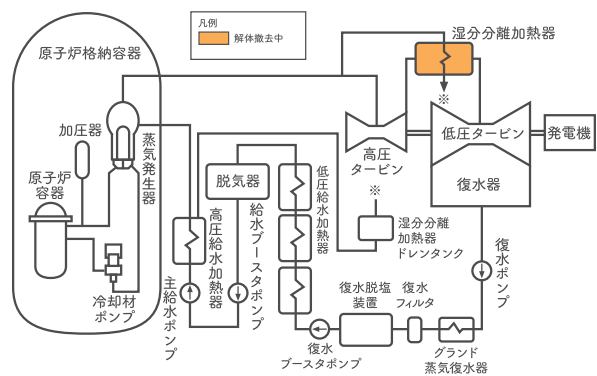 凡例
解体撤去中
湿分分離加熱器
原子炉格納容器
※
加圧器
蒸気発生器
低圧タービン
発電機
高圧
タービン
原子炉
容器
脱気器
低圧給水加熱器
復水器
※
高圧給水加熱器
給水ブースタポンプ
湿分分離
加熱器
ドレンタンク
復水ポンプ
冷却材
ポンプ
主給水ポンプ
復水脱塩
装置
復水
フィルタ
復水
ブースタポンプ
グランド
蒸気復水器